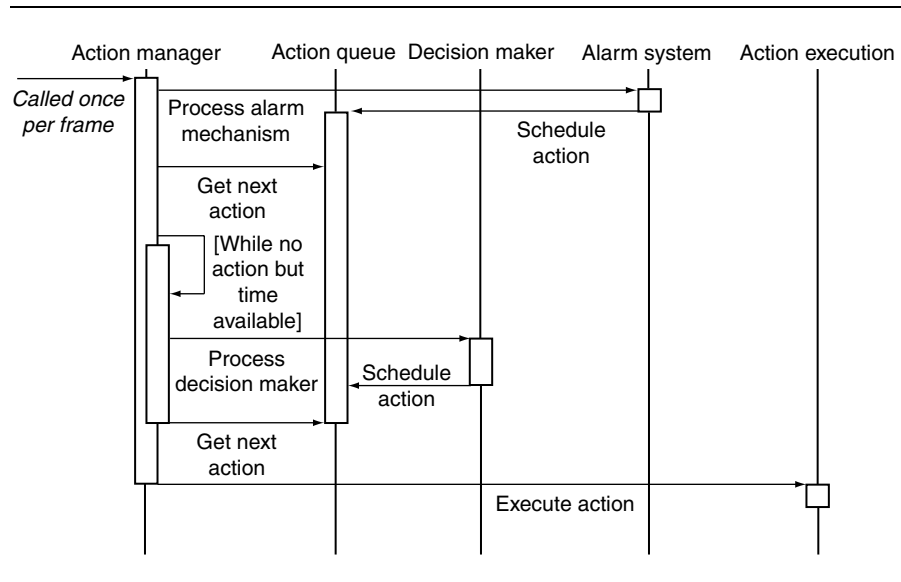 Action manager
Action queue
Decision maker
Alarm system
Action execution
Called once
per frame
Process alarm
mechanism
Schedule
action
Get next
action
[While no
action but
time
available]
Process
decision maker
Schedule
action
Get next
action
Execute action